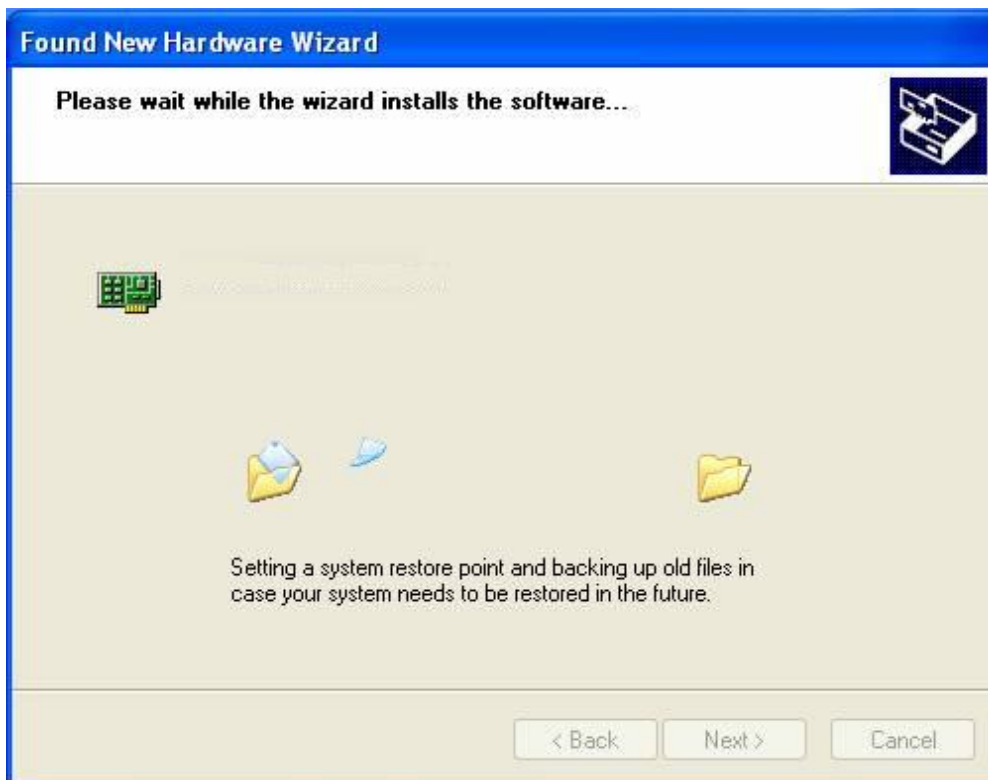 Found New Hardware Wizard
Please wait while the wizard installs the software...
Setting a system restore point and backing up old files in
case your system needs to be restored in the future.
< Back
Next >
Cancel